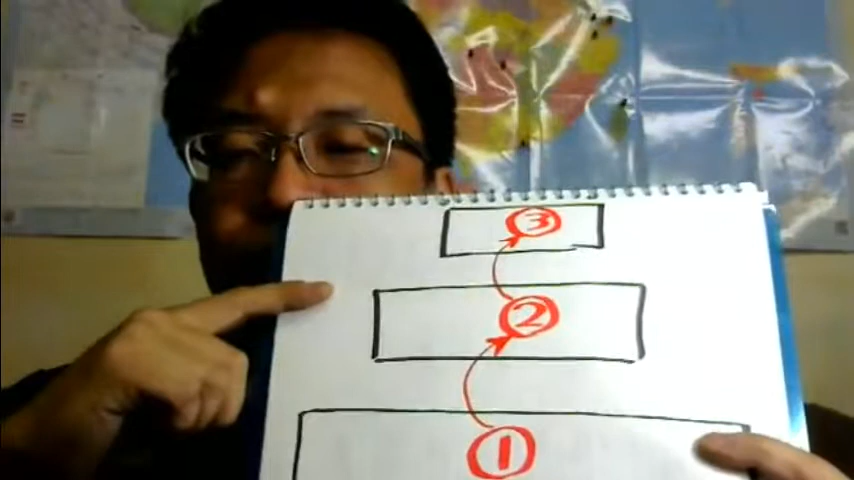 ③
②
①